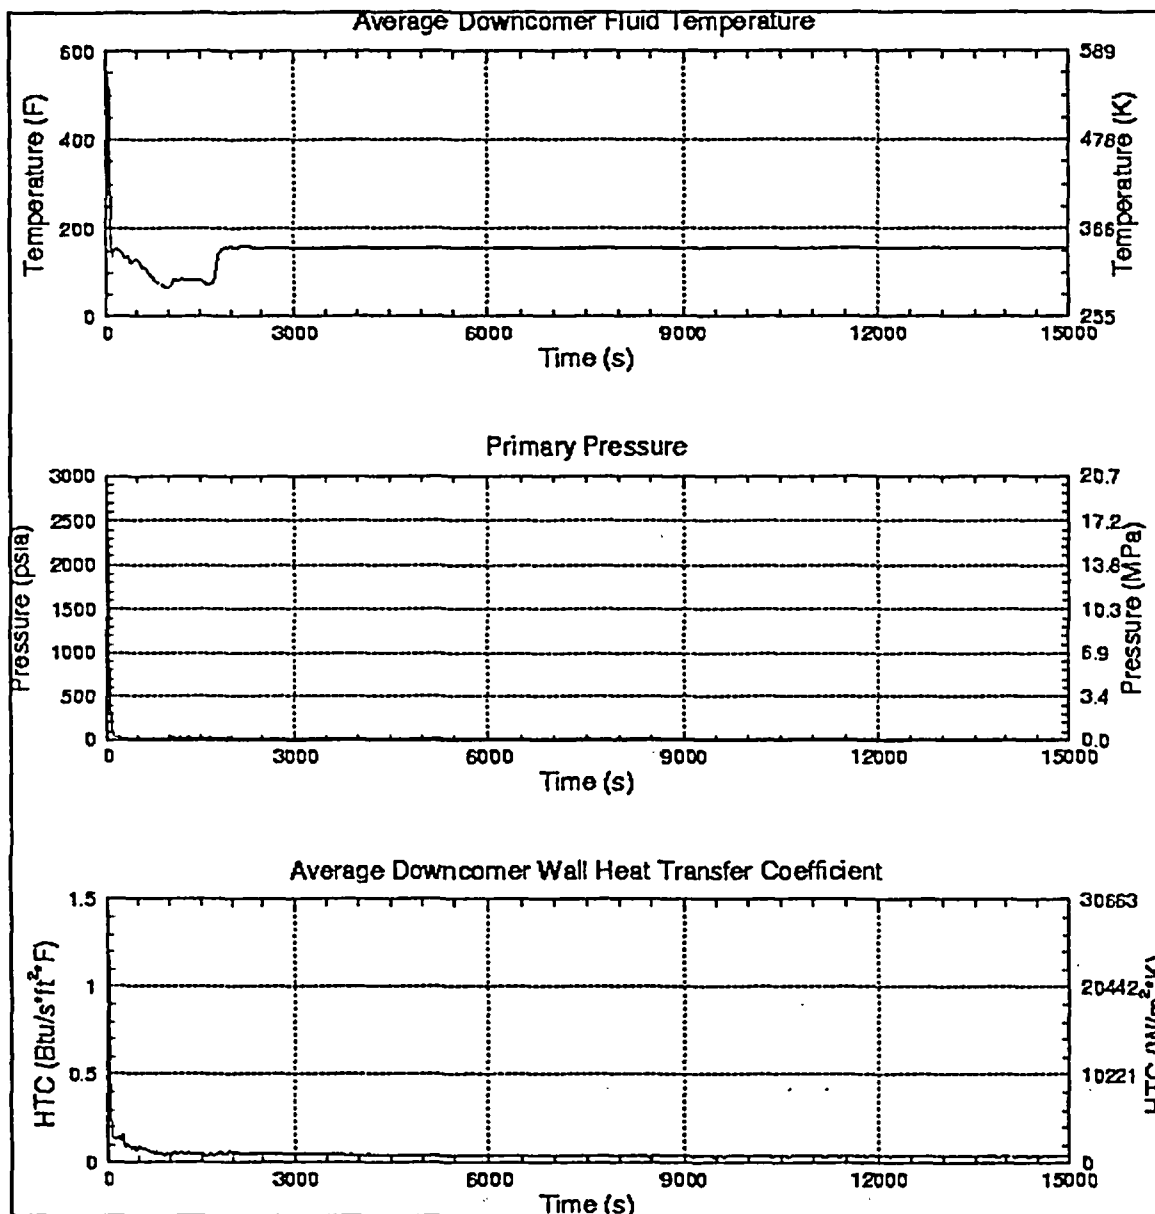 Average Downcomer Fluid Temperature
600 589
400 478
200 366
0 255
Temperature (F)
Temperature (K)
0 3000 6000 9000 12000 15000
Time (s)
Primary Pressure
3000 20.7
2500 17.2
2000 13.8
1500 10.3
1000 6.9
500 3.4
0 0.0
Pressure (psia)
Pressure (MPa)
0 3000 6000 9000 12000 15000
Time (s)
Average Downcomer Wall Heat Transfer Coefficient
1.5 30663
1 20442
0.5 10221
0 0
HTC (Btu/s*ft²*F)
HTC (W/m²*K)
0 3000 6000 9000 12000 15000
Time (s)